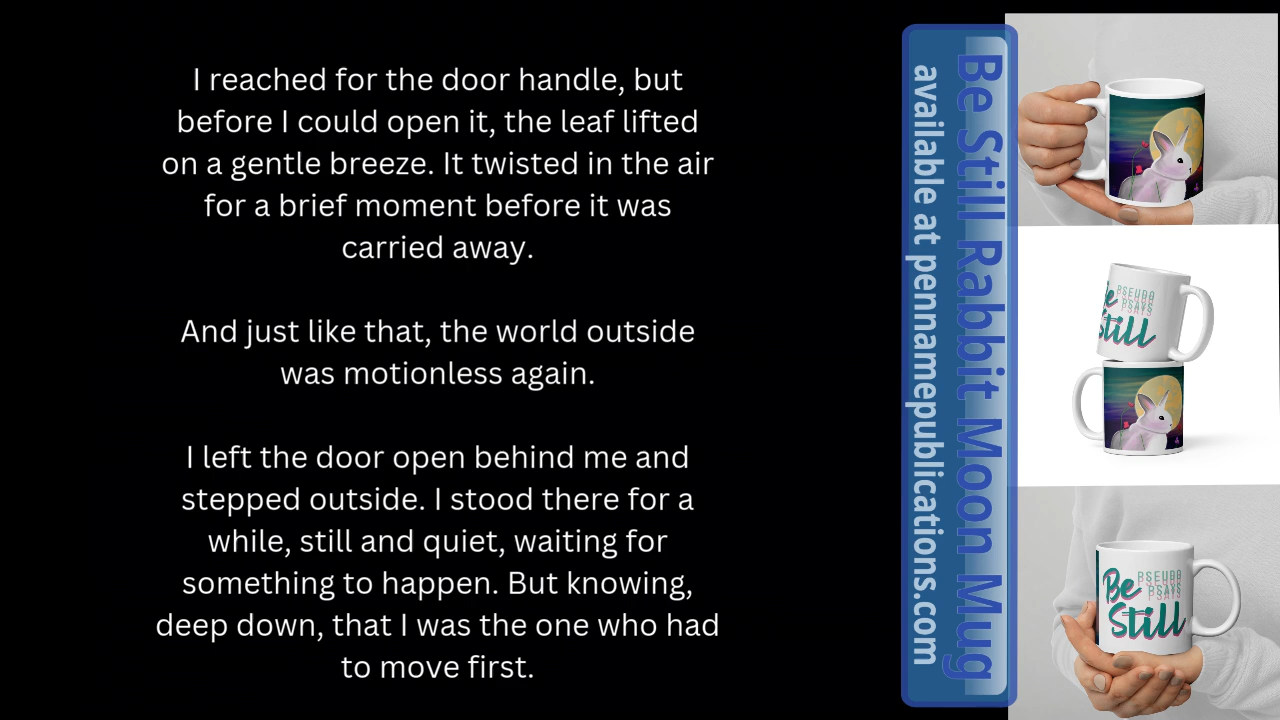 I reached for the door handle, but
before I could open it, the leaf lifted
on a gentle breeze. It twisted in the air
for a brief moment before it was
carried away.
And just like that, the world outside
was motionless again.
I left the door open behind me and
stepped outside. I stood there for a
while, still and quiet, waiting for
something to happen. But knowing,
deep down, that I was the one who had
to move first.
Be Still Rabbit Moon Mug
available at pennamepublications.com
Be
PSEUDO
PSAYS
Still
Be
PSEUDO
PSAYS
Still